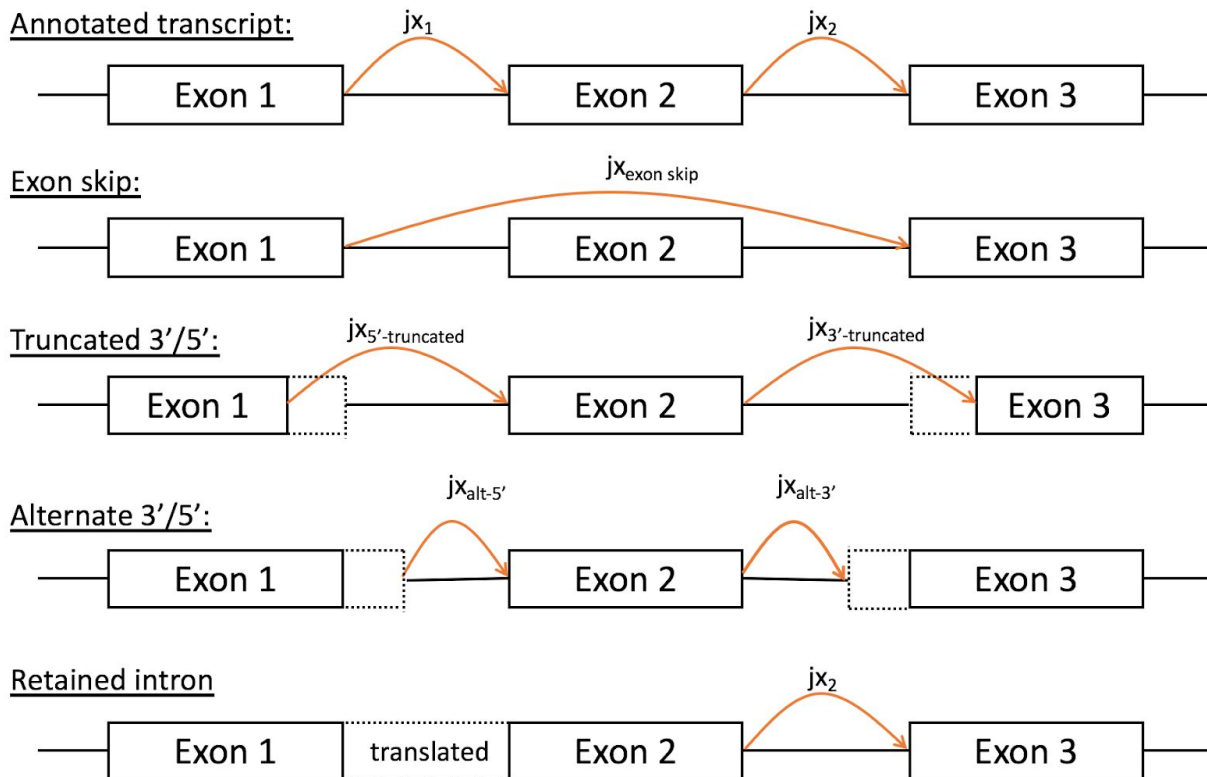 Annotated transcript:
jx1
jx2
Exon 1
Exon 2
Exon 3
Exon skip:
jxexon skip
Exon 1
Exon 2
Exon 3
Truncated 3’/5’:
jx5’-truncated
jx3’-truncated
Exon 1
Exon 2
Exon 3
Alternate 3’/5’:
jxalt-5’
jxalt-3’
Exon 1
Exon 2
Exon 3
Retained intron
jx2
Exon 1
translated
Exon 2
Exon 3